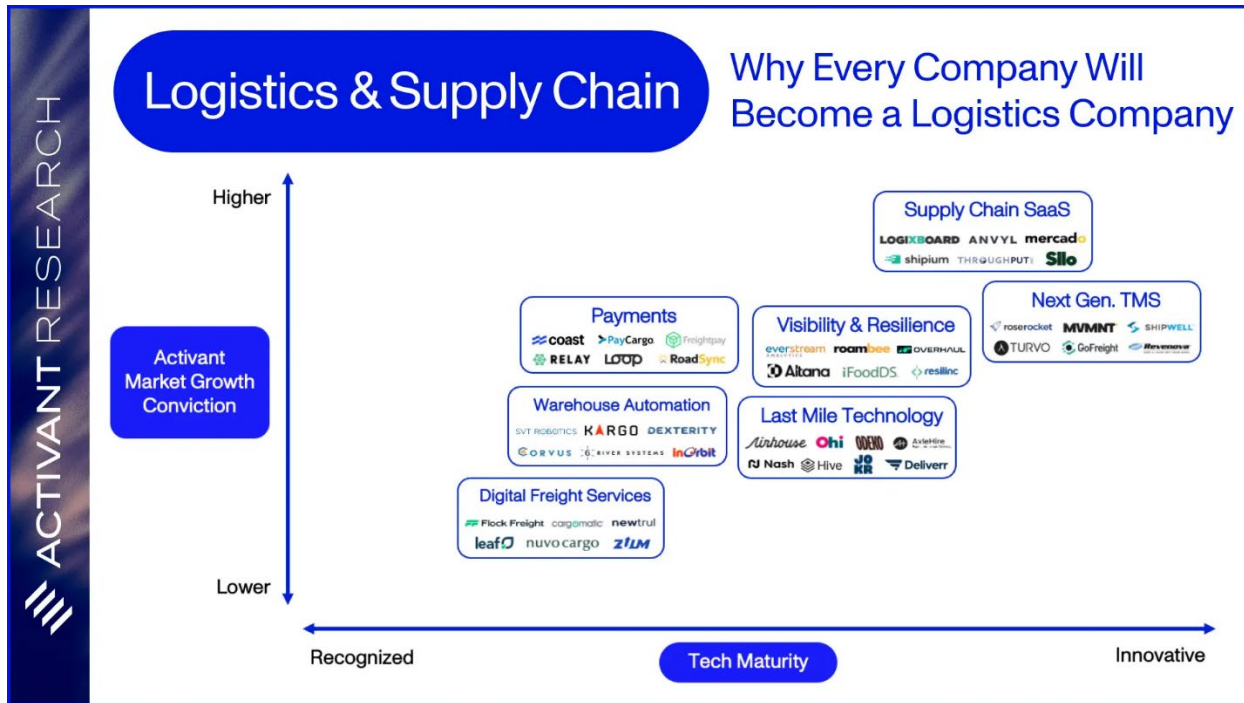 ACTIVANT RESEARCH
Logistics & Supply Chain
Why Every Company Will
Become a Logistics Company
Higher
Activant
Market Growth
Conviction
Lower
Supply Chain SaaS
LOGIXBOARD ANVYL mercado
shipium THROUGHPUT Silo
Next Gen. TMS
roserocket MVMNT SHIPWELL
TURVO GoFreight Revenova
Payments
coast PayCargo Freightpay
RELAY LOOP RoadSync
Visibility & Resilience
everstream roambee OVERHAUL
ANALYTICS
Altana iFoodDS resilinc
Warehouse Automation
SVT ROBOTICS KARGO DEXTERITY
CORVUS 6 RIVER SYSTEMS InOrbit
Last Mile Technology
Airhouse Ohi ODEKO AxleHire
Nash Hive JOKR Deliverr
Digital Freight Services
Flock Freight cargomatic newtrul
leaf nuvocargo
Recognized
Tech Maturity
Innovative